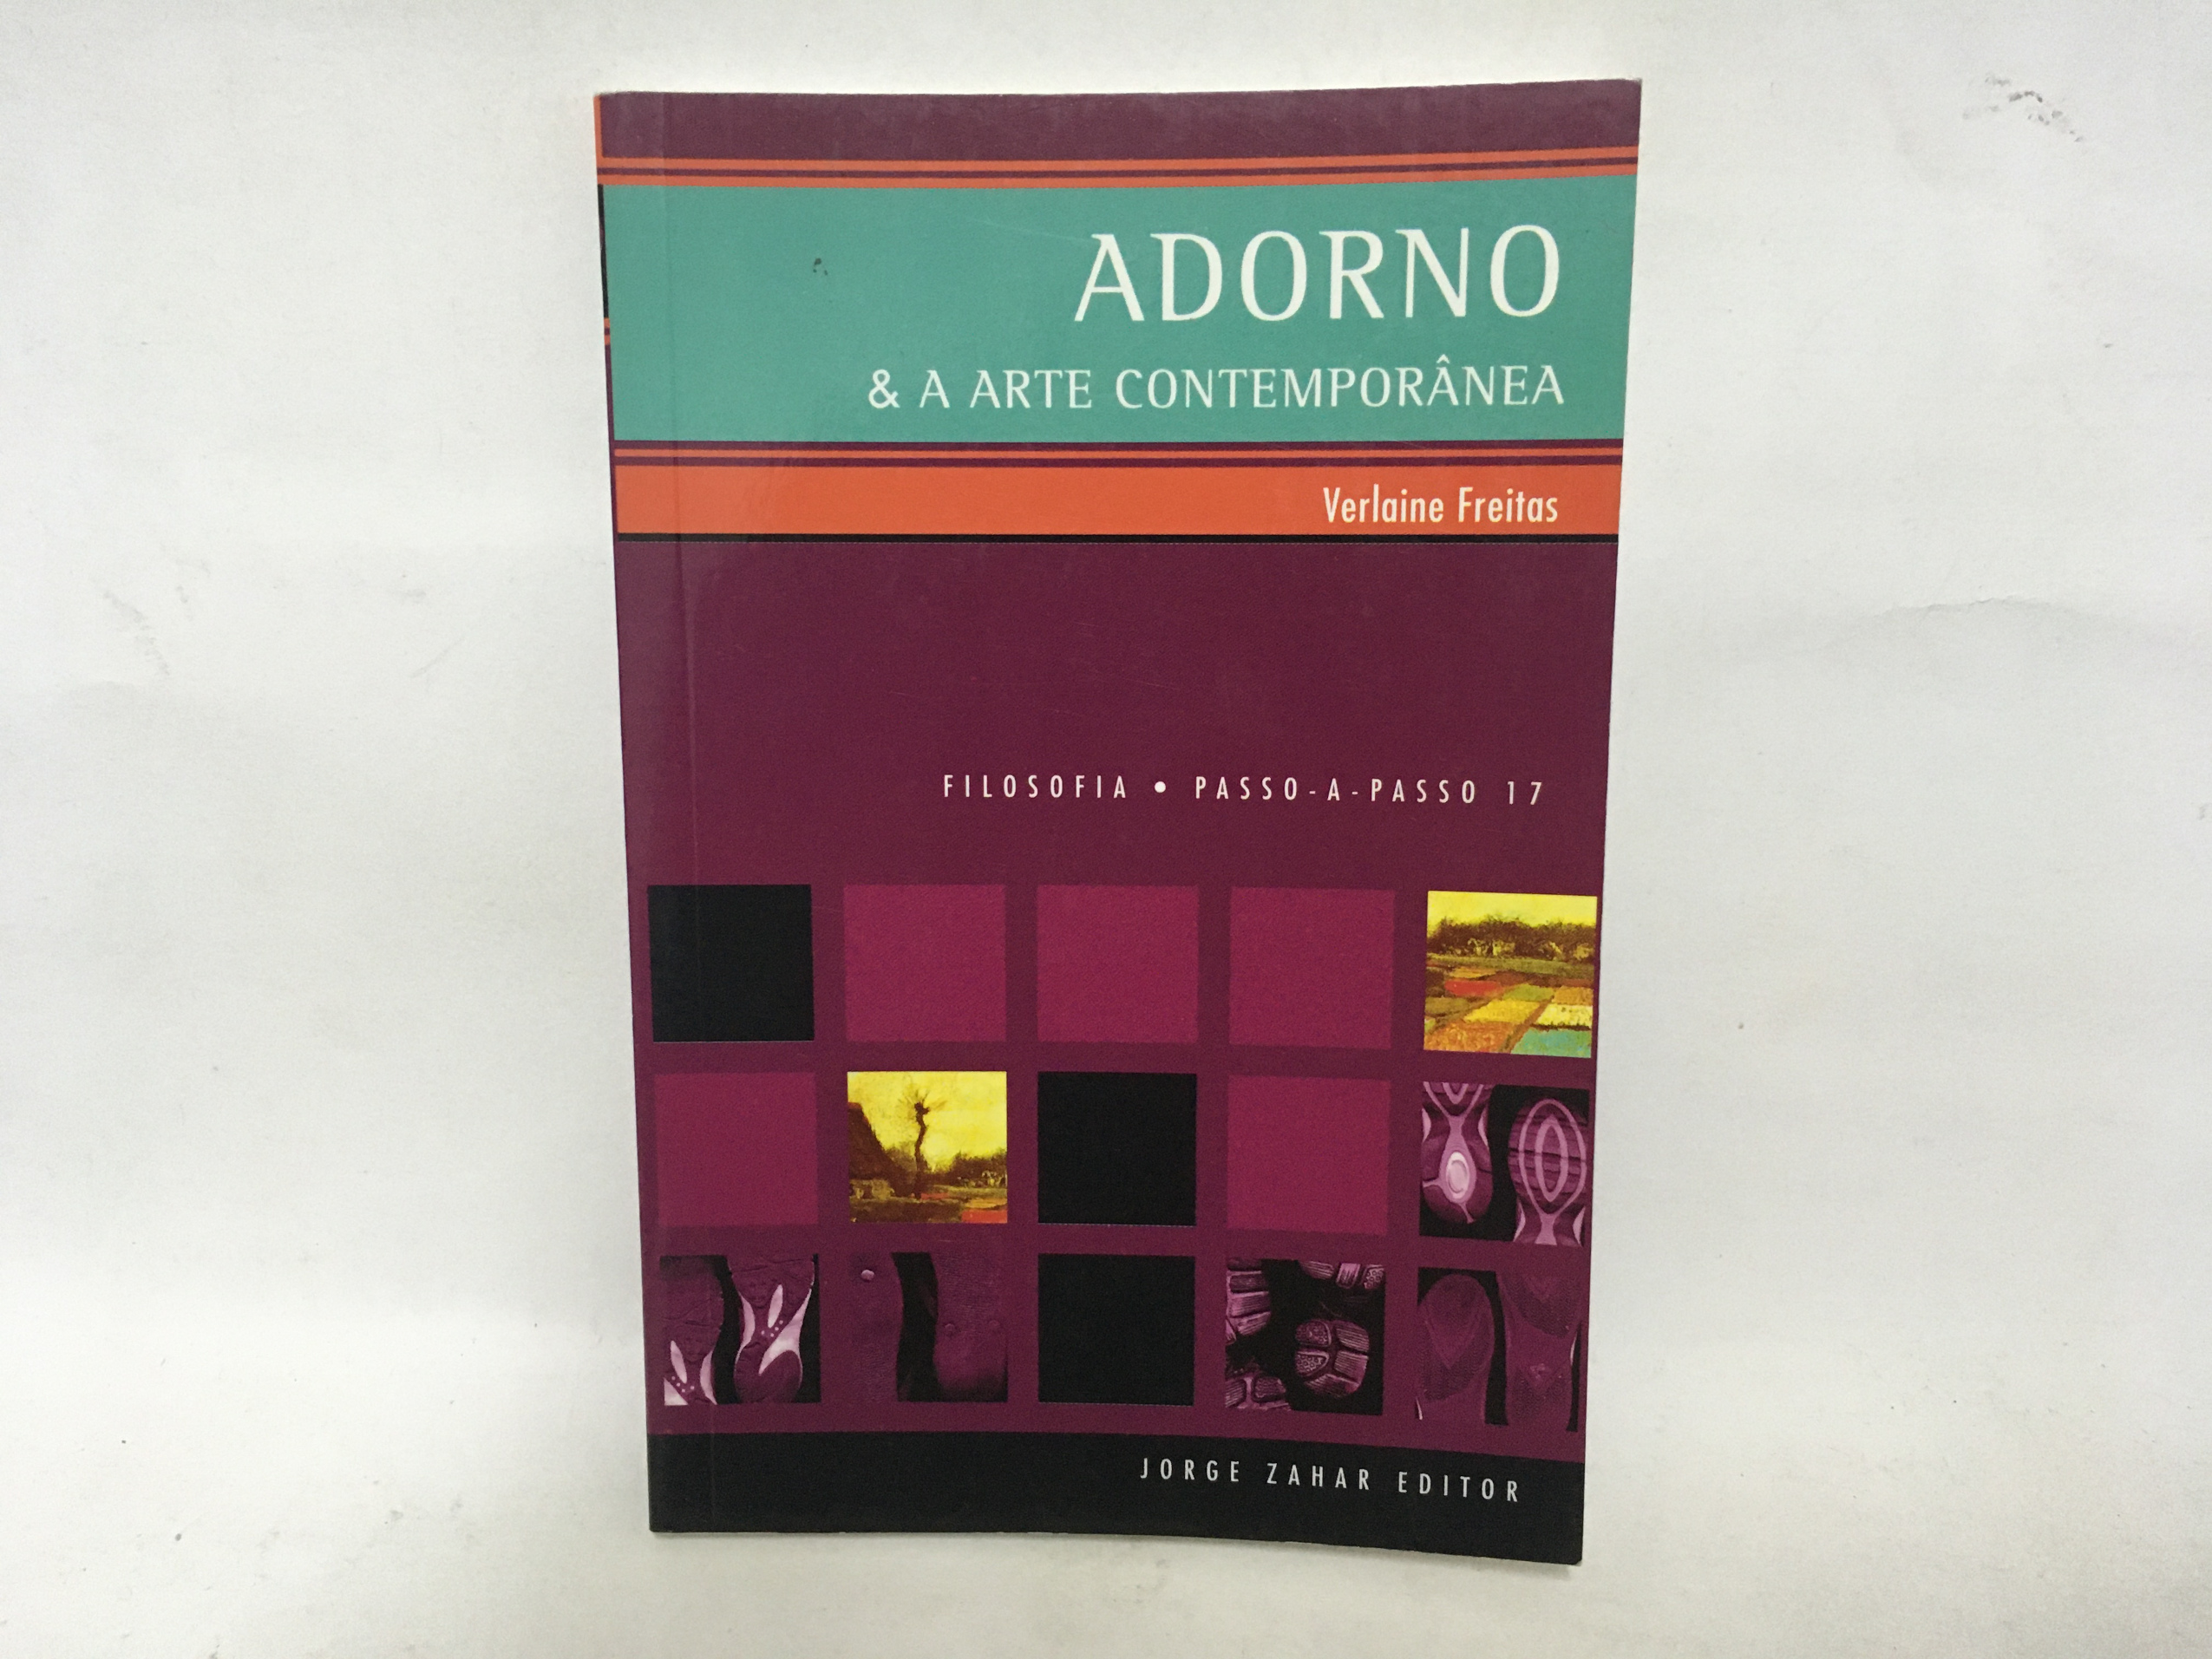 ADORNO
& A ARTE CONTEMPORÂNEA
Verlaine Freitas
FILOSOFIA • PASSO-A-PASSO 17
JORGE ZAHAR EDITOR